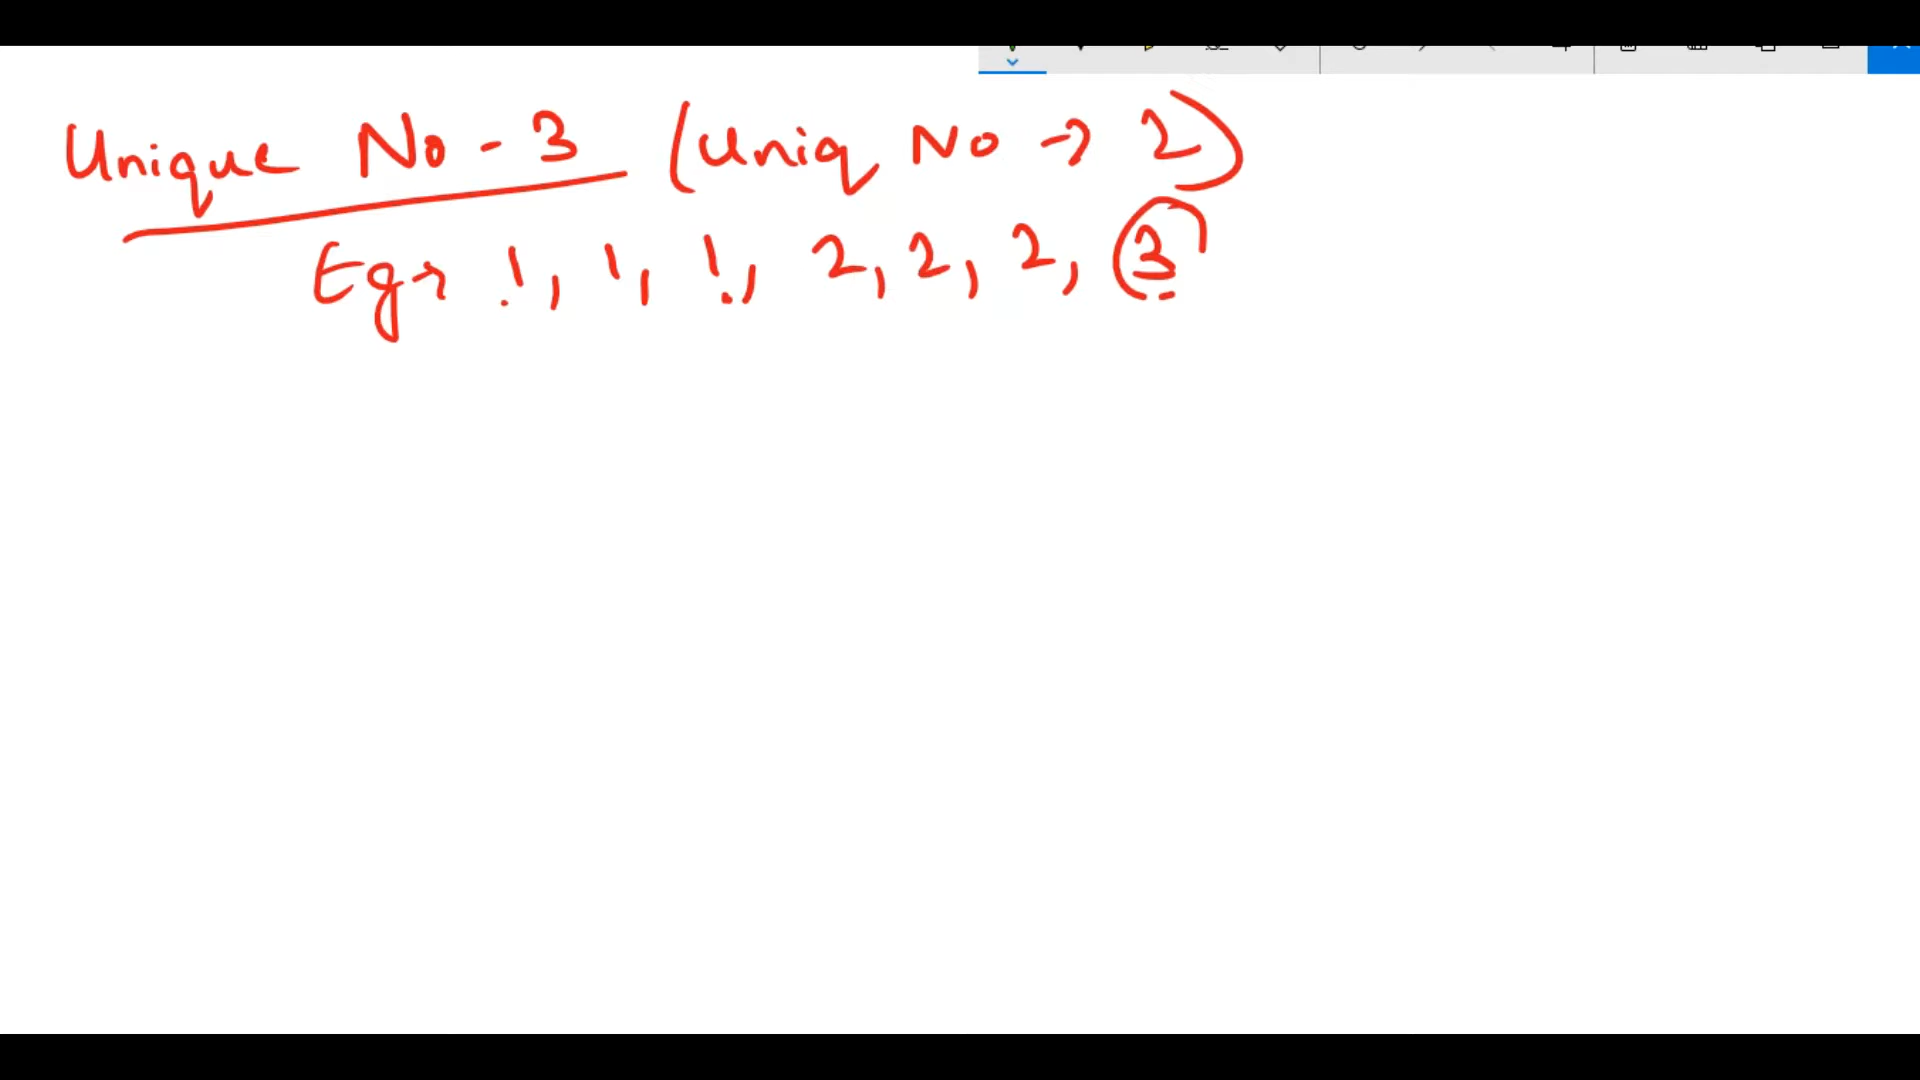 Unique No - 3 (Uniq No → 2)
Eg→ 1, 1, 1, 2, 2, 2, 3